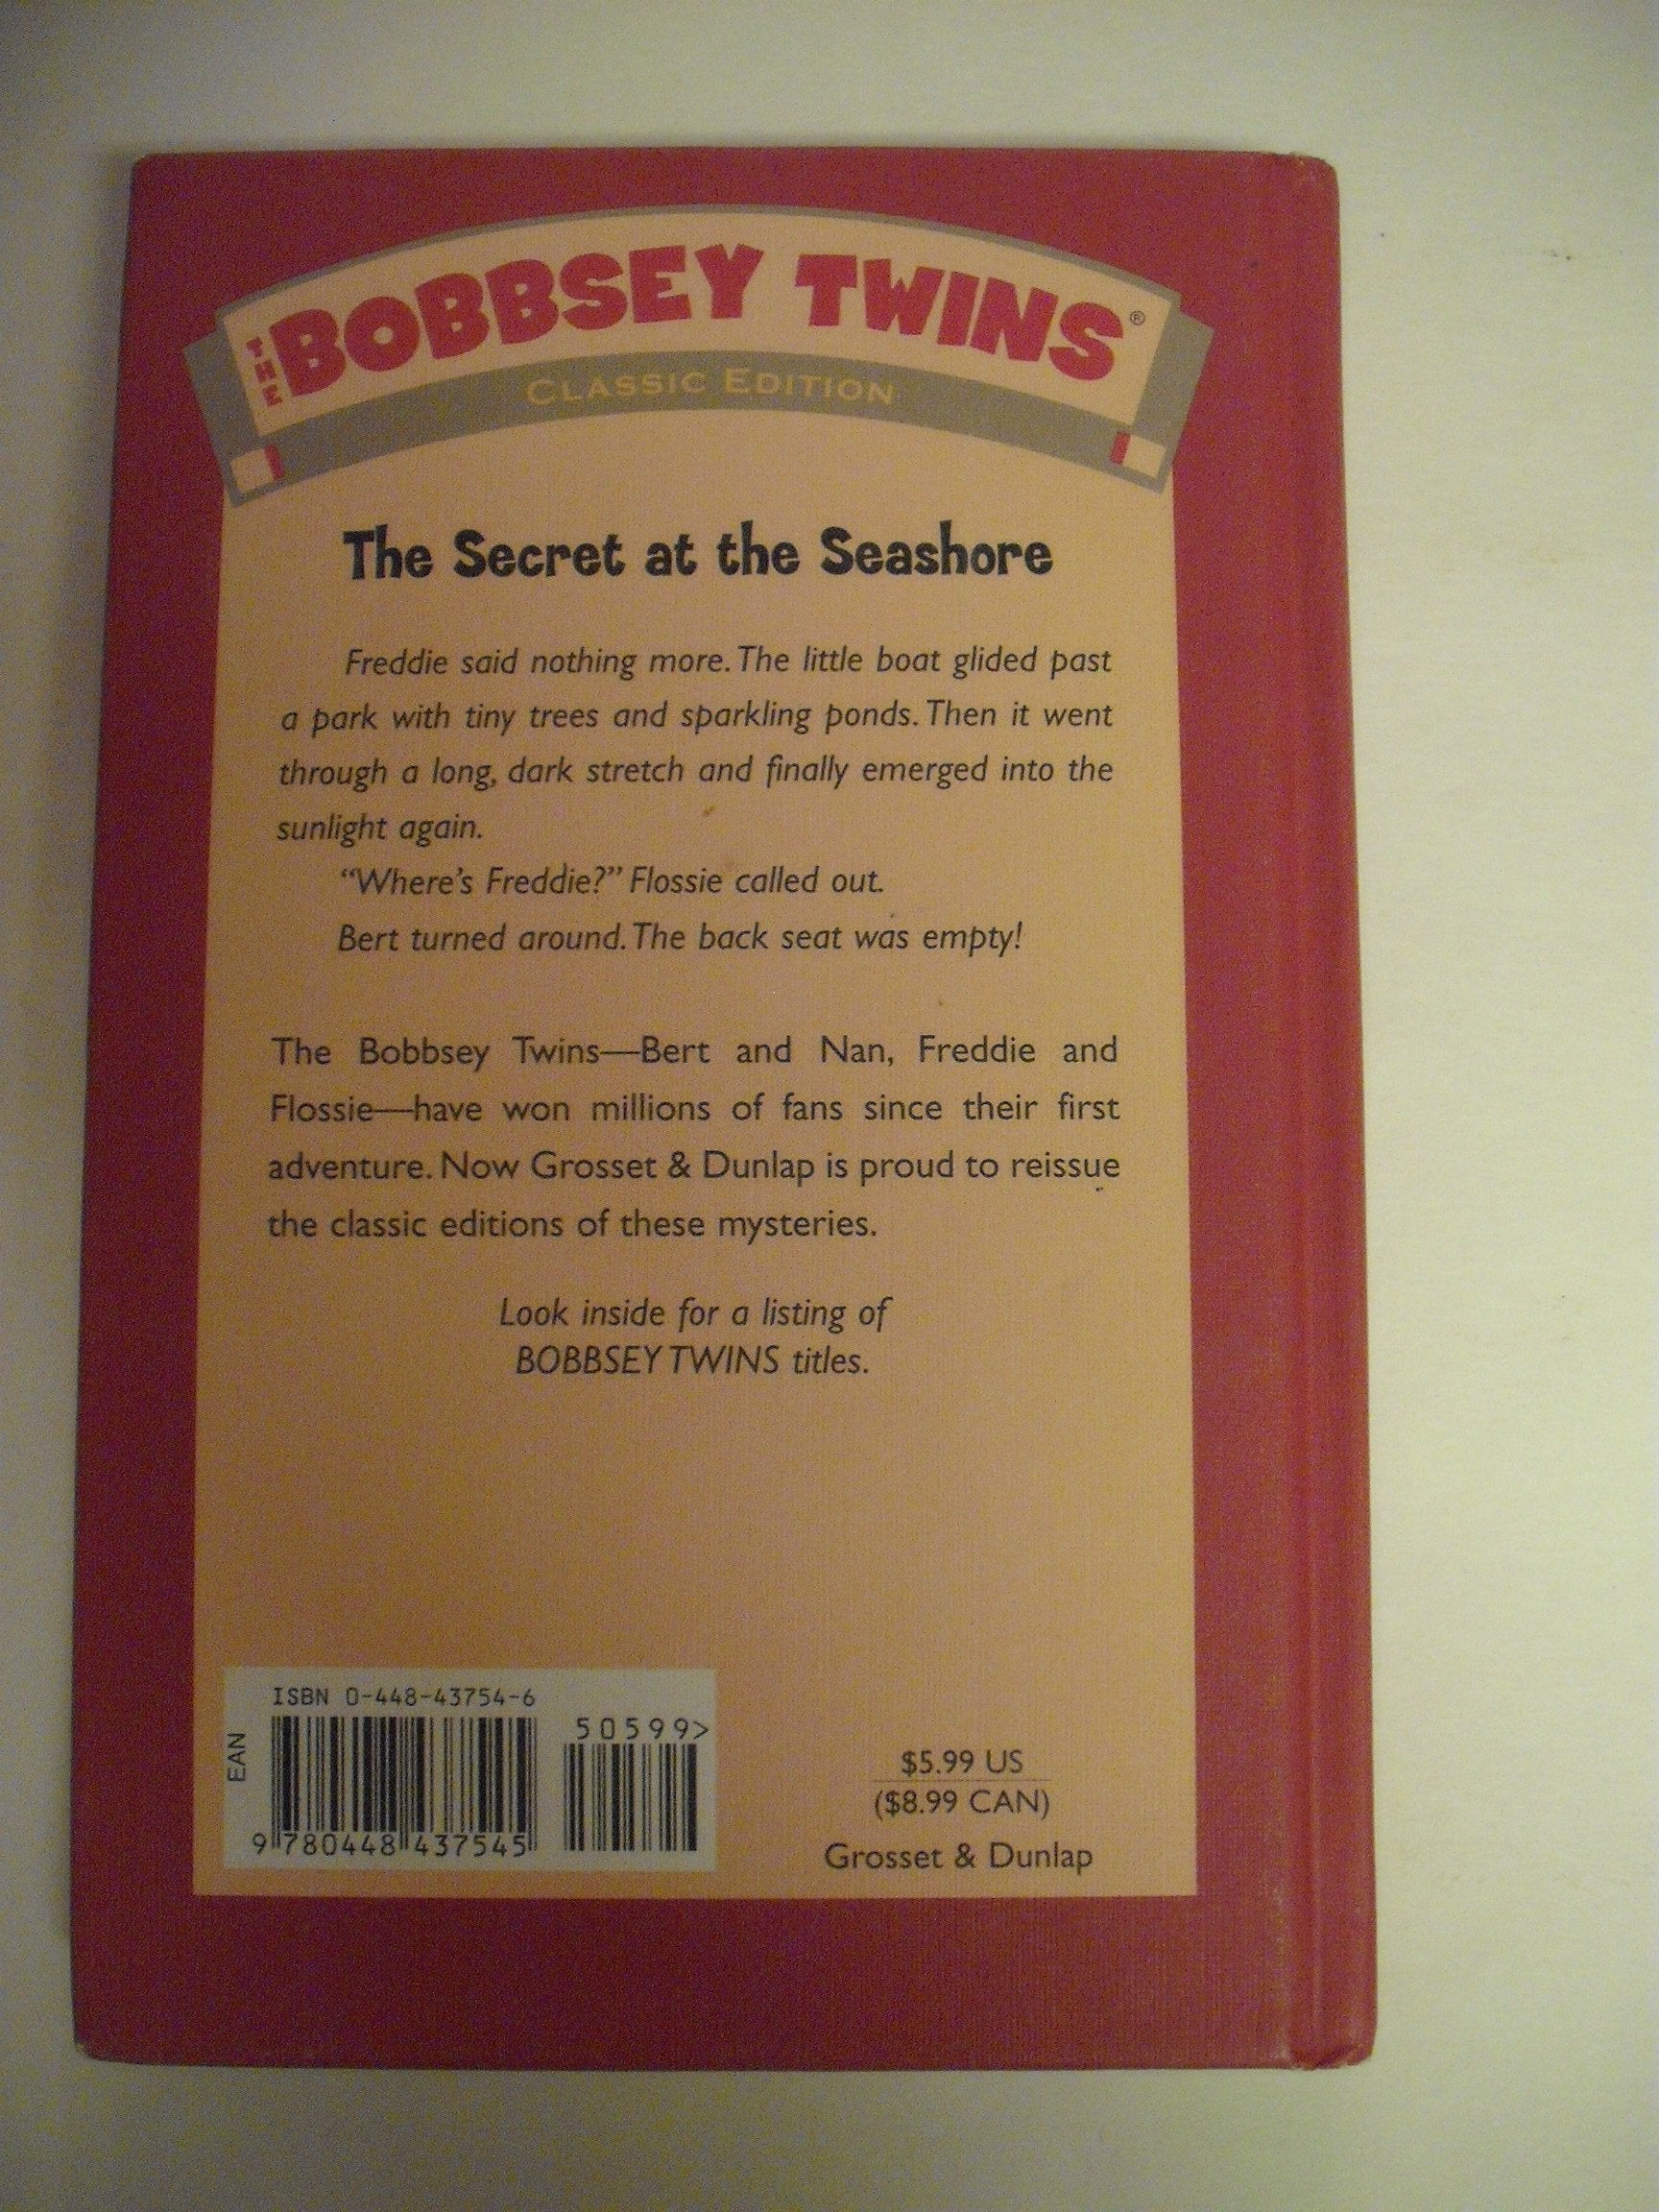 THE BOBBSEY TWINS®
CLASSIC EDITION
The Secret at the Seashore
Freddie said nothing more. The little boat glided past
a park with tiny trees and sparkling ponds. Then it went
through a long, dark stretch and finally emerged into the
sunlight again.
“Where’s Freddie?” Flossie called out.
Bert turned around. The back seat was empty!
The Bobbsey Twins—Bert and Nan, Freddie and
Flossie—have won millions of fans since their first
adventure. Now Grosset & Dunlap is proud to reissue
the classic editions of these mysteries.
Look inside for a listing of
BOBBSEY TWINS titles.
ISBN 0-448-43754-6
50599>
EAN
9 780448 437545
$5.99 US
($8.99 CAN)
Grosset & Dunlap